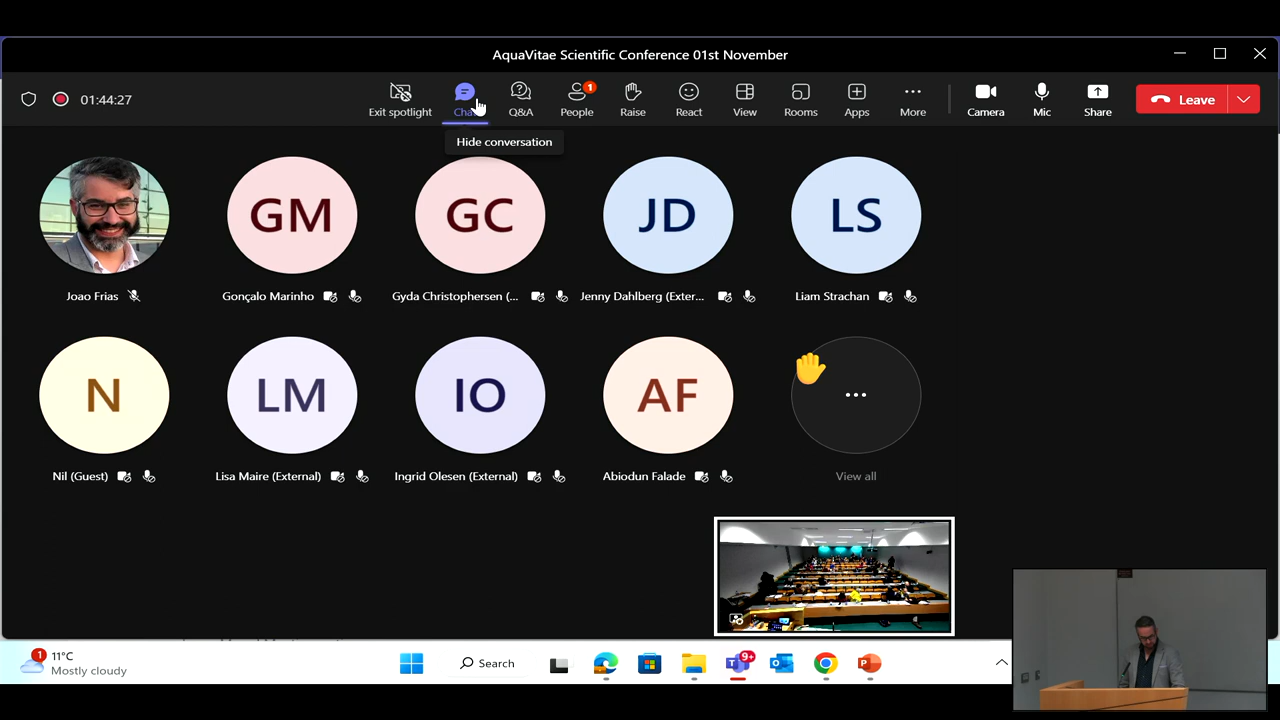 AquaVitae Scientific Conference 01st November
01:44:27
Exit spotlight
Chat
Q&A
People
1
Raise
React
View
Rooms
Apps
More
Camera
Mic
Share
Leave
Hide conversation
GM
GC
JD
LS
Joao Frias
Gonçalo Marinho
Gyda Christophersen (...
Jenny Dahlberg (Exter...
Liam Strachan
N
LM
IO
AF
Nil (Guest)
Lisa Maire (External)
Ingrid Olesen (External)
Abiodun Falade
View all
1
11°C
Mostly cloudy
Search
9+